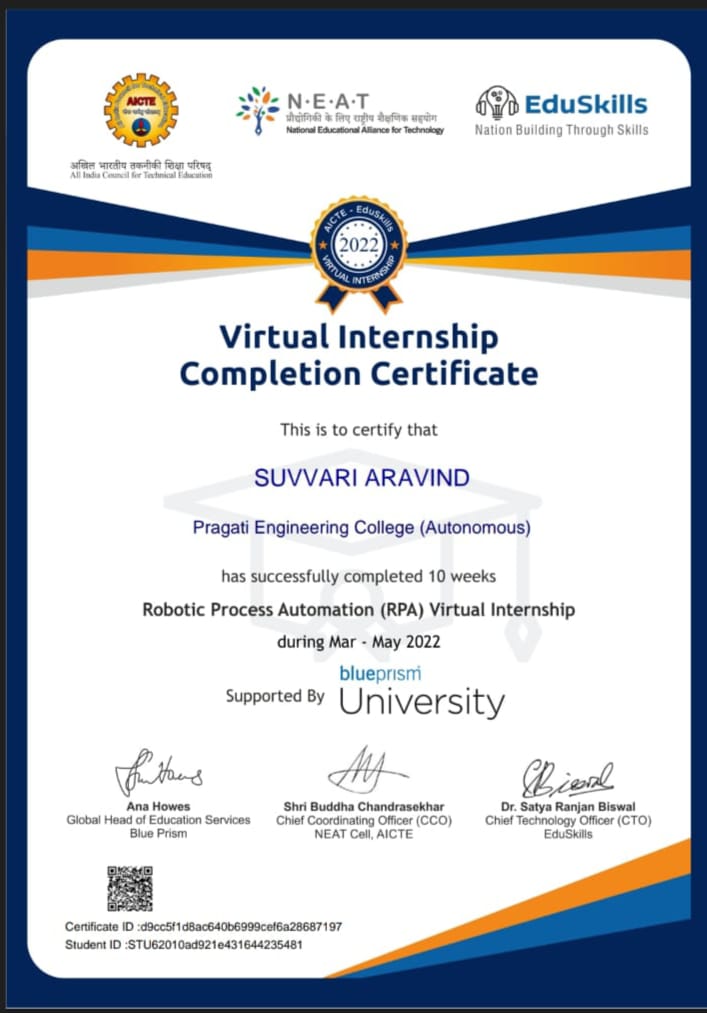 AICTE
अखिल भारतीय तकनीकी शिक्षा परिषद्
All India Council for Technical Education
N·E·A·T
प्रौद्योगिकी के लिए राष्ट्रीय शैक्षणिक सहयोग
National Educational Alliance for Technology
EduSkills
Nation Building Through Skills
AICTE - EduSkills
2022
VIRTUAL INTERNSHIP
Virtual Internship
Completion Certificate
This is to certify that
SUVVARI ARAVIND
Pragati Engineering College (Autonomous)
has successfully completed 10 weeks
Robotic Process Automation (RPA) Virtual Internship
during Mar - May 2022
Supported By
blueprism
University
Ana Howes
Global Head of Education Services
Blue Prism
Shri Buddha Chandrasekhar
Chief Coordinating Officer (CCO)
NEAT Cell, AICTE
Dr. Satya Ranjan Biswal
Chief Technology Officer (CTO)
EduSkills
Certificate ID :d9cc5f1d8ac640b6999cef6a28687197
Student ID :STU62010ad921e431644235481